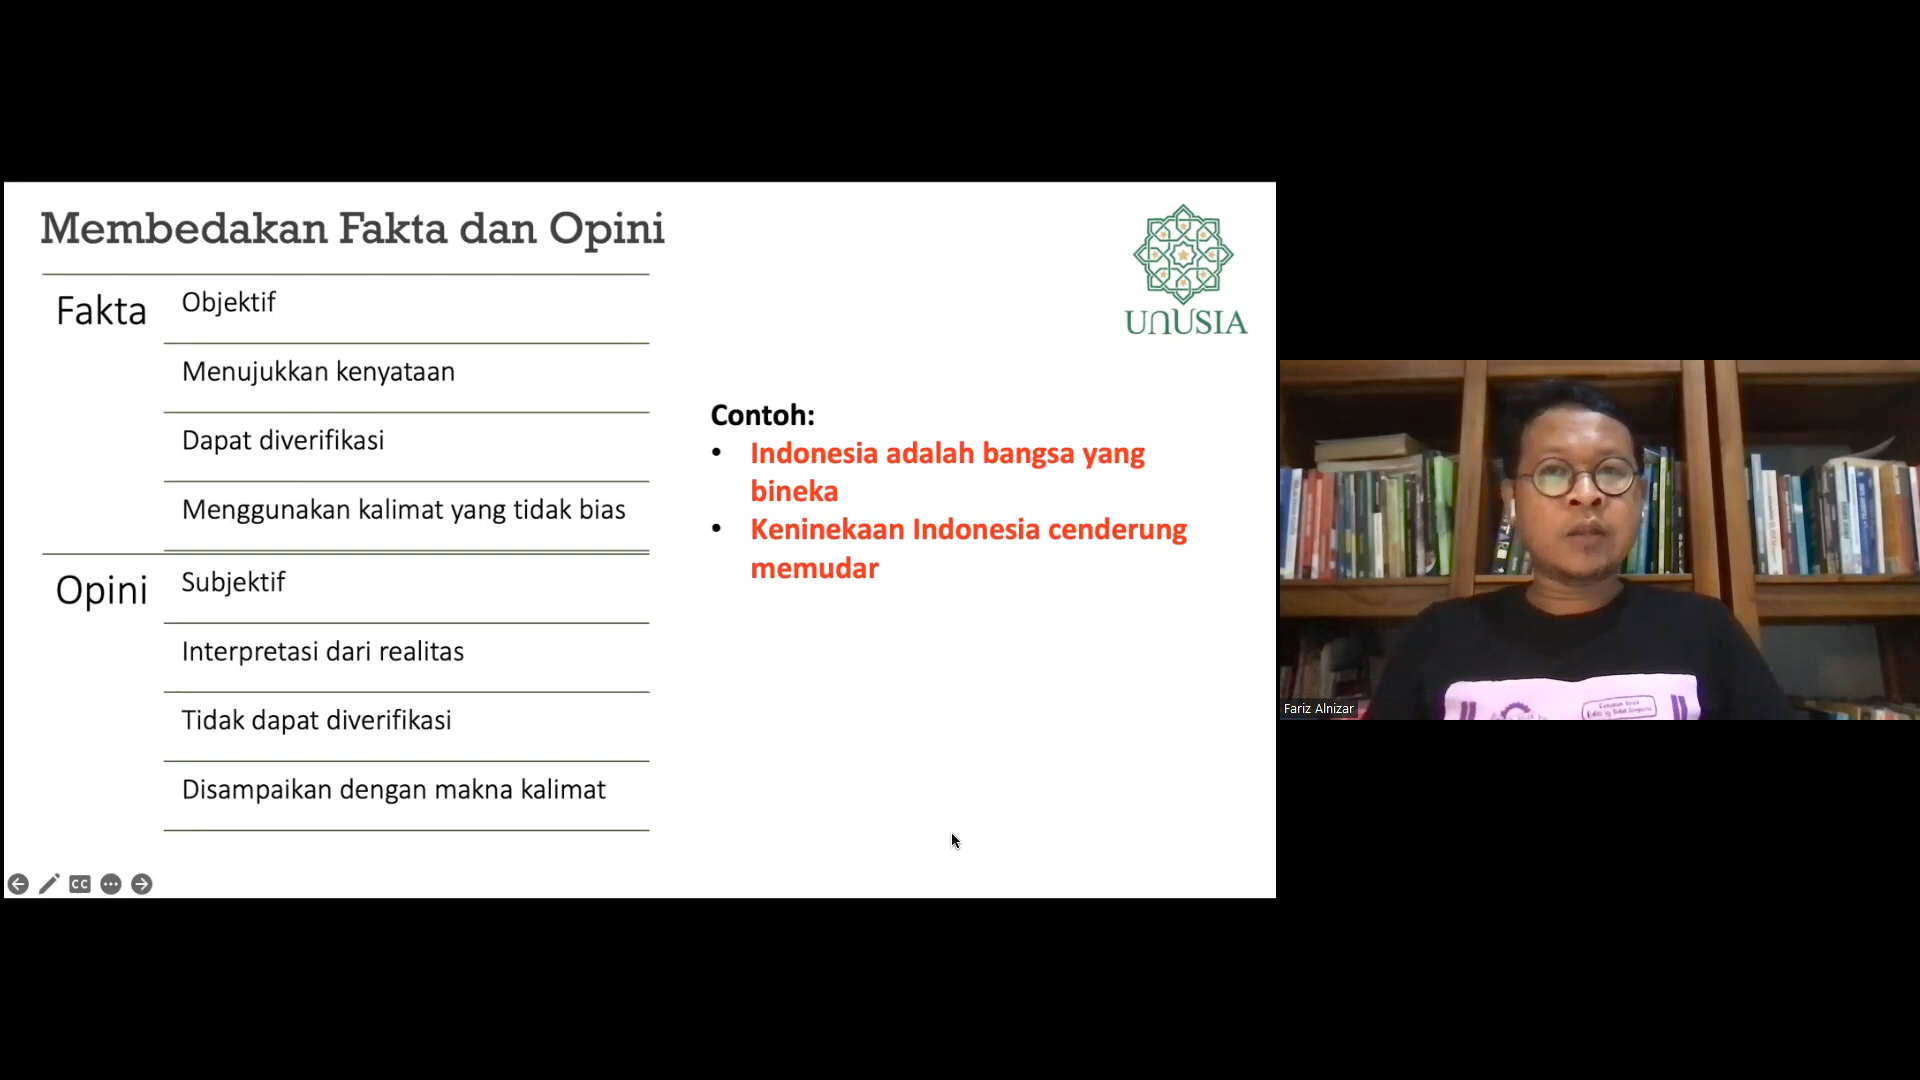 Membedakan Fakta dan Opini
Fakta
Objektif
Menujukkan kenyataan
Dapat diverifikasi
Menggunakan kalimat yang tidak bias
Opini
Subjektif
Interpretasi dari realitas
Tidak dapat diverifikasi
Disampaikan dengan makna kalimat
UNUSIA
Contoh:
• Indonesia adalah bangsa yang
bineka
• Keninekaan Indonesia cenderung
memudar
CC
Fariz Alnizar